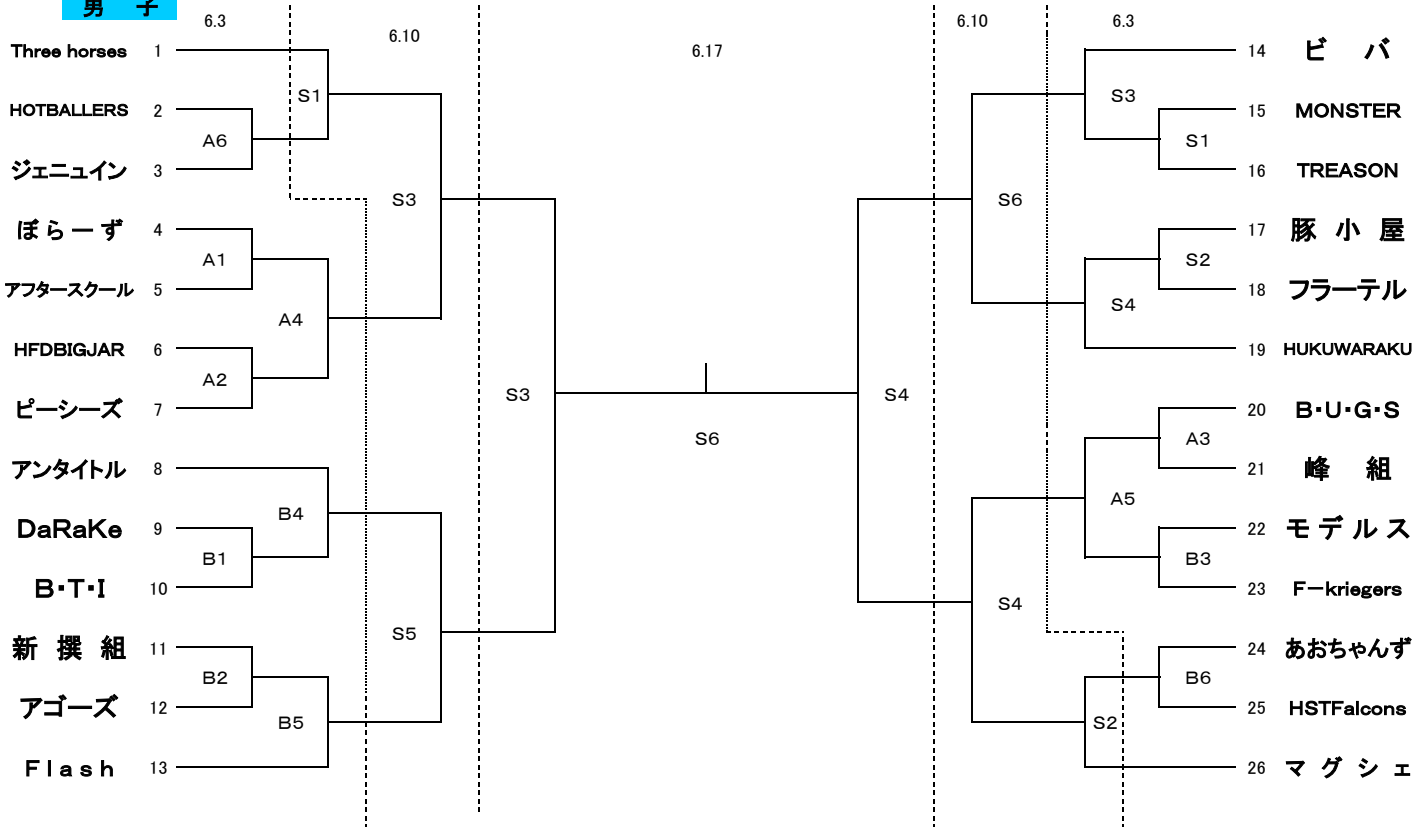 男 子
6.3
6.10
6.17
6.10
6.3
Three horses 1
HOTBALLERS 2
ジェニュイン 3
ぼらーず 4
アフタースクール 5
HFDBIGJAR 6
ピーシーズ 7
アンタイトル 8
DaRaKe 9
B･T･I 10
新 撰 組 11
アゴーズ 12
Flash 13
S1
A6
S3
A1
A4
A2
S3
B4
B1
S5
B2
B5
S6
S4
S3
S1
S6
S2
S4
A3
A5
B3
S4
B6
S2
14 ビ バ
15 MONSTER
16 TREASON
17 豚 小 屋
18 フラーテル
19 HUKUWARAKU
20 B･U･G･S
21 峰 組
22 モ デ ル ス
23 F－kriegers
24 あおちゃんず
25 HSTFalcons
26 マ グ シ ェ